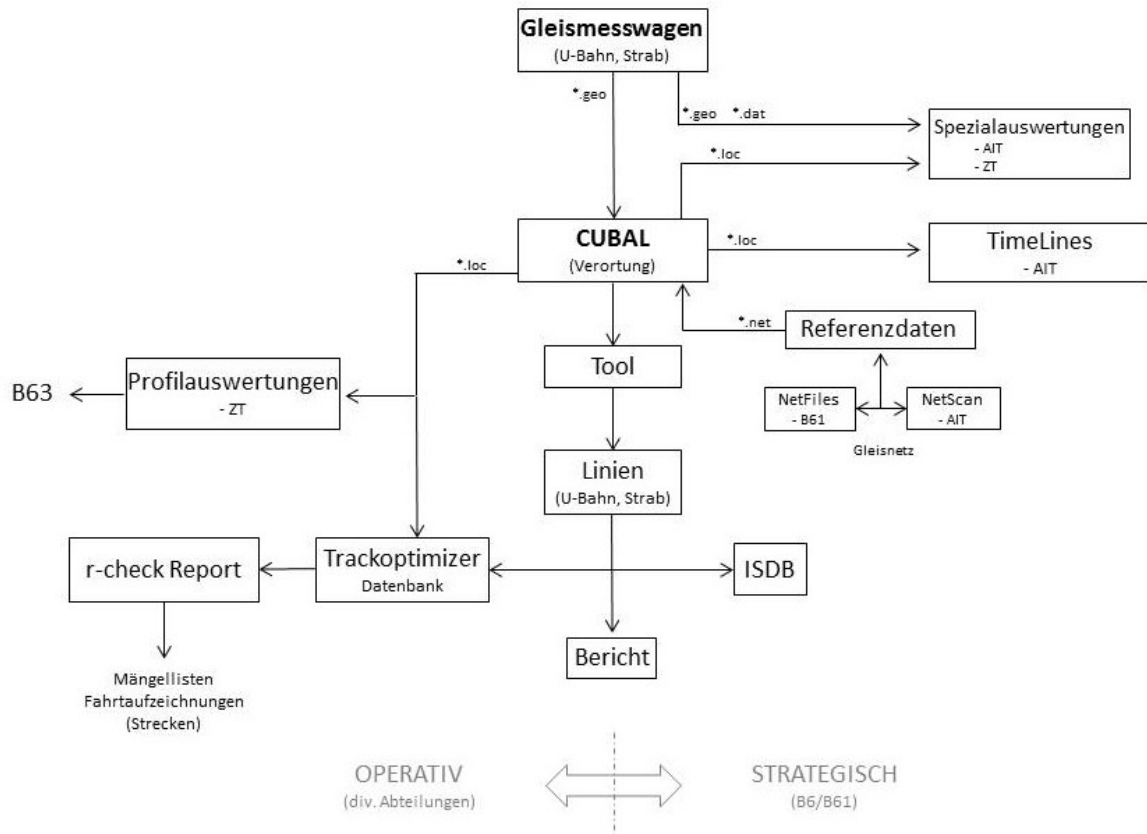 Gleismesswagen
(U-Bahn, Strab)
*.geo
*.geo *.dat
Spezialauswertungen
- AIT
- ZT
*.loc
CUBAL
(Verortung)
*.loc
TimeLines
- AIT
*.loc
*.net
Referenzdaten
Tool
B63
Profilauswertungen
- ZT
NetFiles
- B61
NetScan
- AIT
Gleisnetz
Linien
(U-Bahn, Strab)
r-check Report
Trackoptimizer
Datenbank
ISDB
Bericht
Mängellisten
Fahrtaufzeichnungen
(Strecken)
OPERATIV
(div. Abteilungen)
STRATEGISCH
(B6/B61)